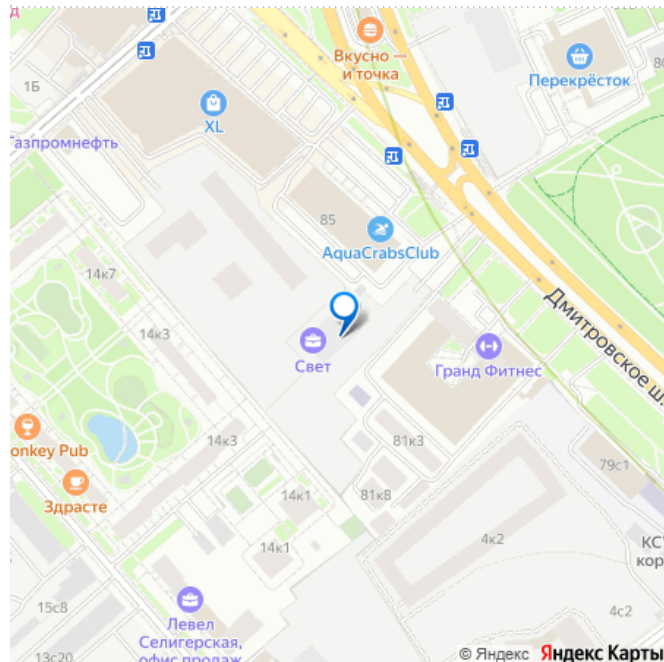 Вкусно —
и точка
Перекрёсток
1Б
XL
Газпромнефть
85
AquaCrabsClub
14к7
14к3
Дмитровское ш.
Свет
Гранд Фитнес
onkey Pub
14к3
81к3
79с1
Здрасте
14к1
81к8
4к2
14к1
КС
кор
15с8
Левел
Селигерская,
офис продаж
4с2
13с20
© Яндекс Яндекс Карты